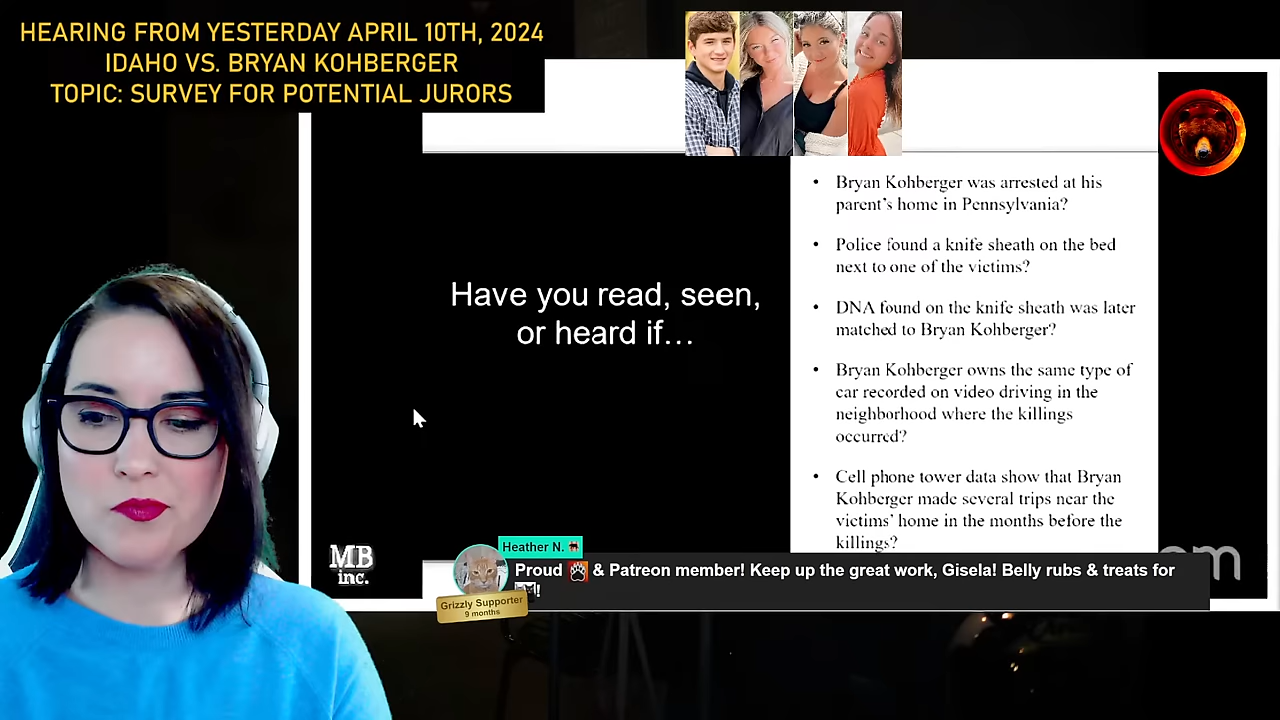 HEARING FROM YESTERDAY APRIL 10TH, 2024
IDAHO VS. BRYAN KOHBERGER
TOPIC: SURVEY FOR POTENTIAL JURORS
Have you read, seen,
or heard if…
• Bryan Kohberger was arrested at his
parent’s home in Pennsylvania?
• Police found a knife sheath on the bed
next to one of the victims?
• DNA found on the knife sheath was later
matched to Bryan Kohberger?
• Bryan Kohberger owns the same type of
car recorded on video driving in the
neighborhood where the killings
occurred?
• Cell phone tower data show that Bryan
Kohberger made several trips near the
victims’ home in the months before the
killings?
MB
inc.
Heather N.
Proud & Patreon member! Keep up the great work, Gisela! Belly rubs & treats for
!
Grizzly Supporter
9 months